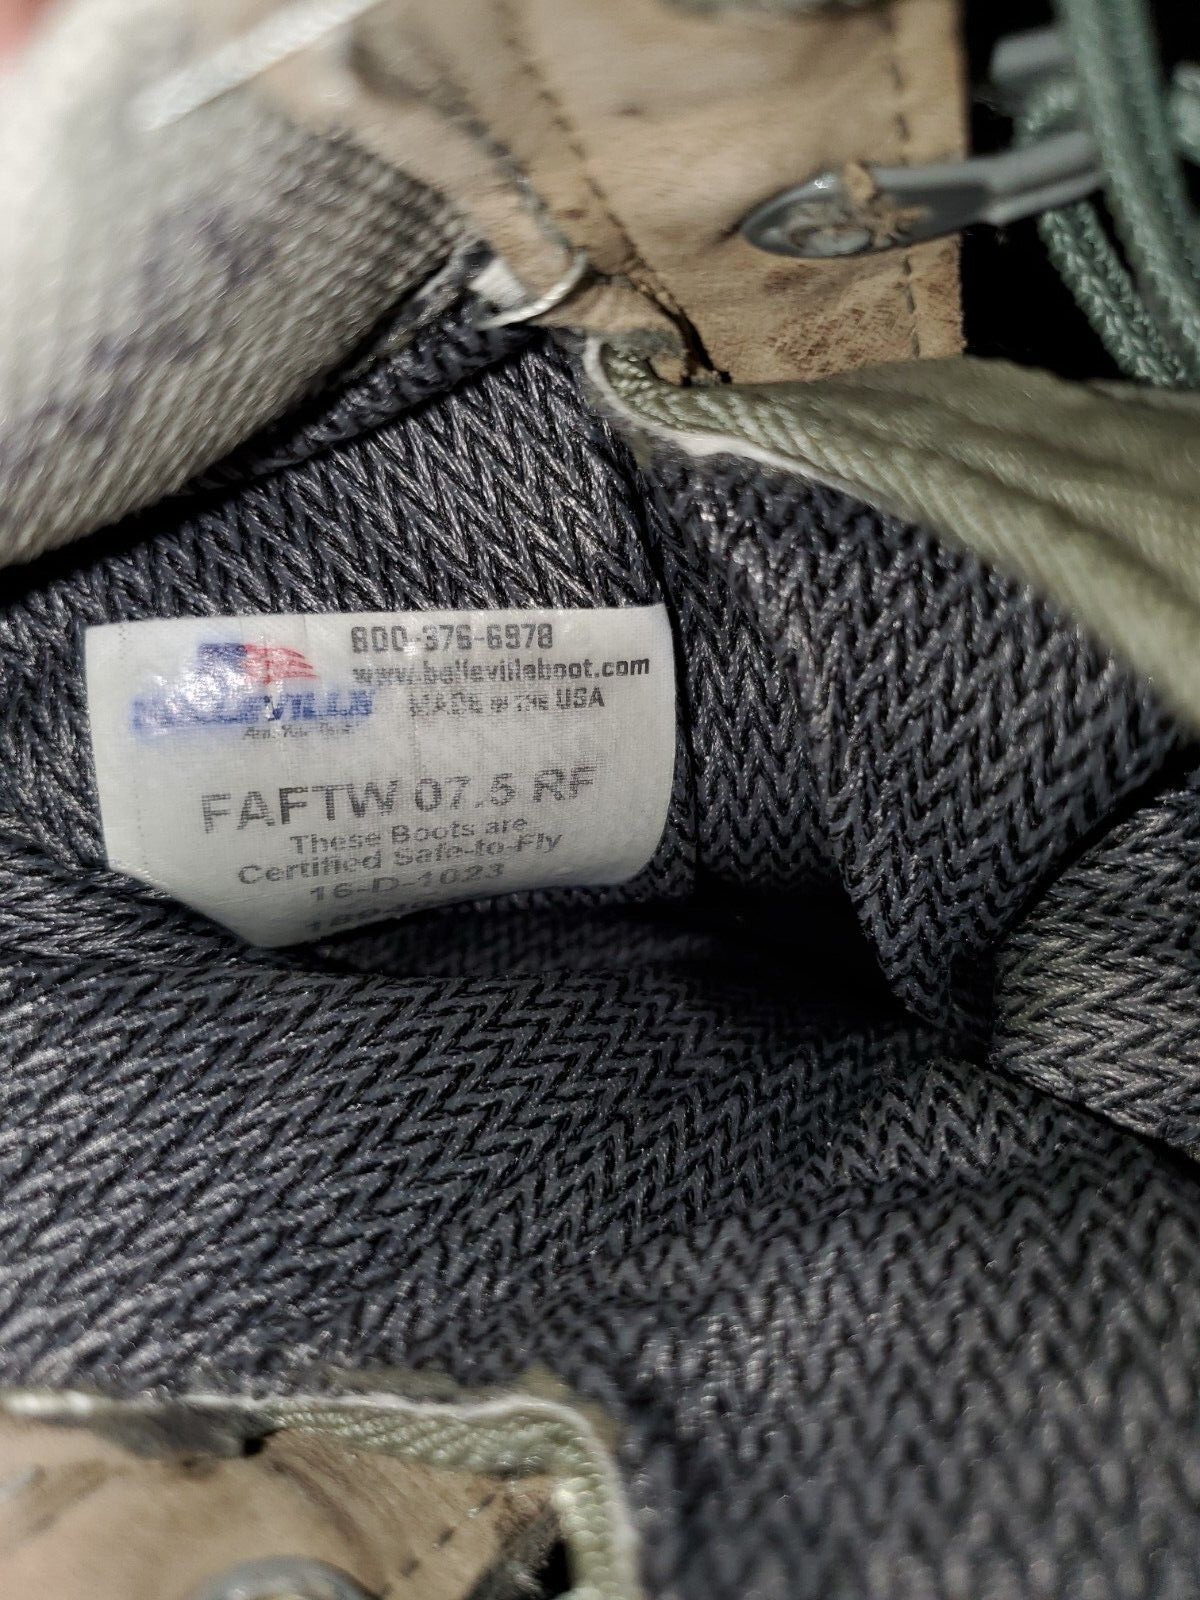 800-376-6978
www.bellevilleboot.com
BELLEVILLE MADE IN THE USA
FAFTW 07.5 RF
These Boots are
Certified Safe-to-Fly
16-D-1023